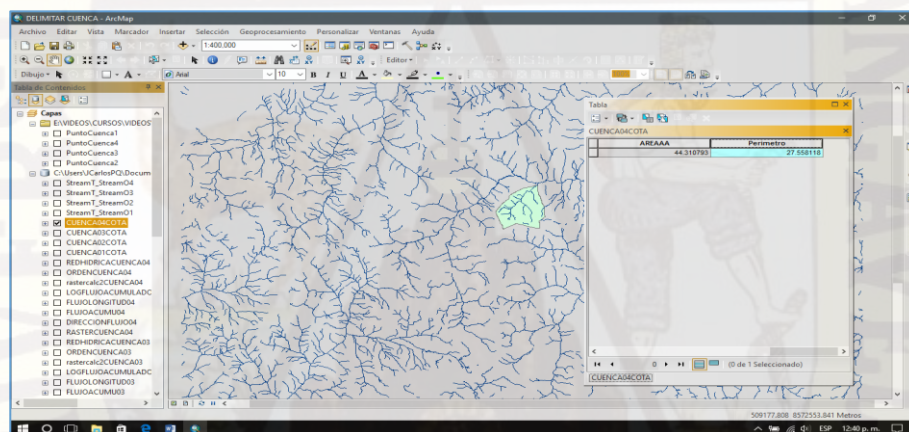 DELIMITAR CUENCA - ArcMap
Archivo Editar Vista Marcador Insertar Selección Geoprocesamiento Personalizar Ventanas Ayuda
1:400.000
Editor
Dibujo Arial 10 B I U A
Tabla de Contenidos
Capas
E:\VIDEOS\CURSOS\VIDEOS
PuntoCuenca1
PuntoCuenca4
PuntoCuenca3
PuntoCuenca2
C:\Users\JCarlosPQ\Docum
StreamT_StreamO4
StreamT_StreamO3
StreamT_StreamO2
StreamT_StreamO1
CUENCA04COTA
CUENCA03COTA
CUENCA02COTA
CUENCA01COTA
REDHIDRICACUENCA04
ORDENCUENCA04
rastercalc2CUENCA04
LOGFLUJOACUMULADO
FLUJOLONGITUD04
FLUJOACUMU04
DIRECCIONFLUJO04
RASTERCUENCA04
REDHIDRICACUENCA03
ORDENCUENCA03
rastercalc2CUENCA03
LOGFLUJOACUMULADO
FLUJOLONGITUD03
FLUJOACUMU03
Tabla
CUENCA04COTA
AREAAA Perimetro
44.310793 27.558118
0
(0 de 1 Seleccionado)
CUENCA04COTA
509177.808 8572553.841 Metros
ESP 12:40 p. m.